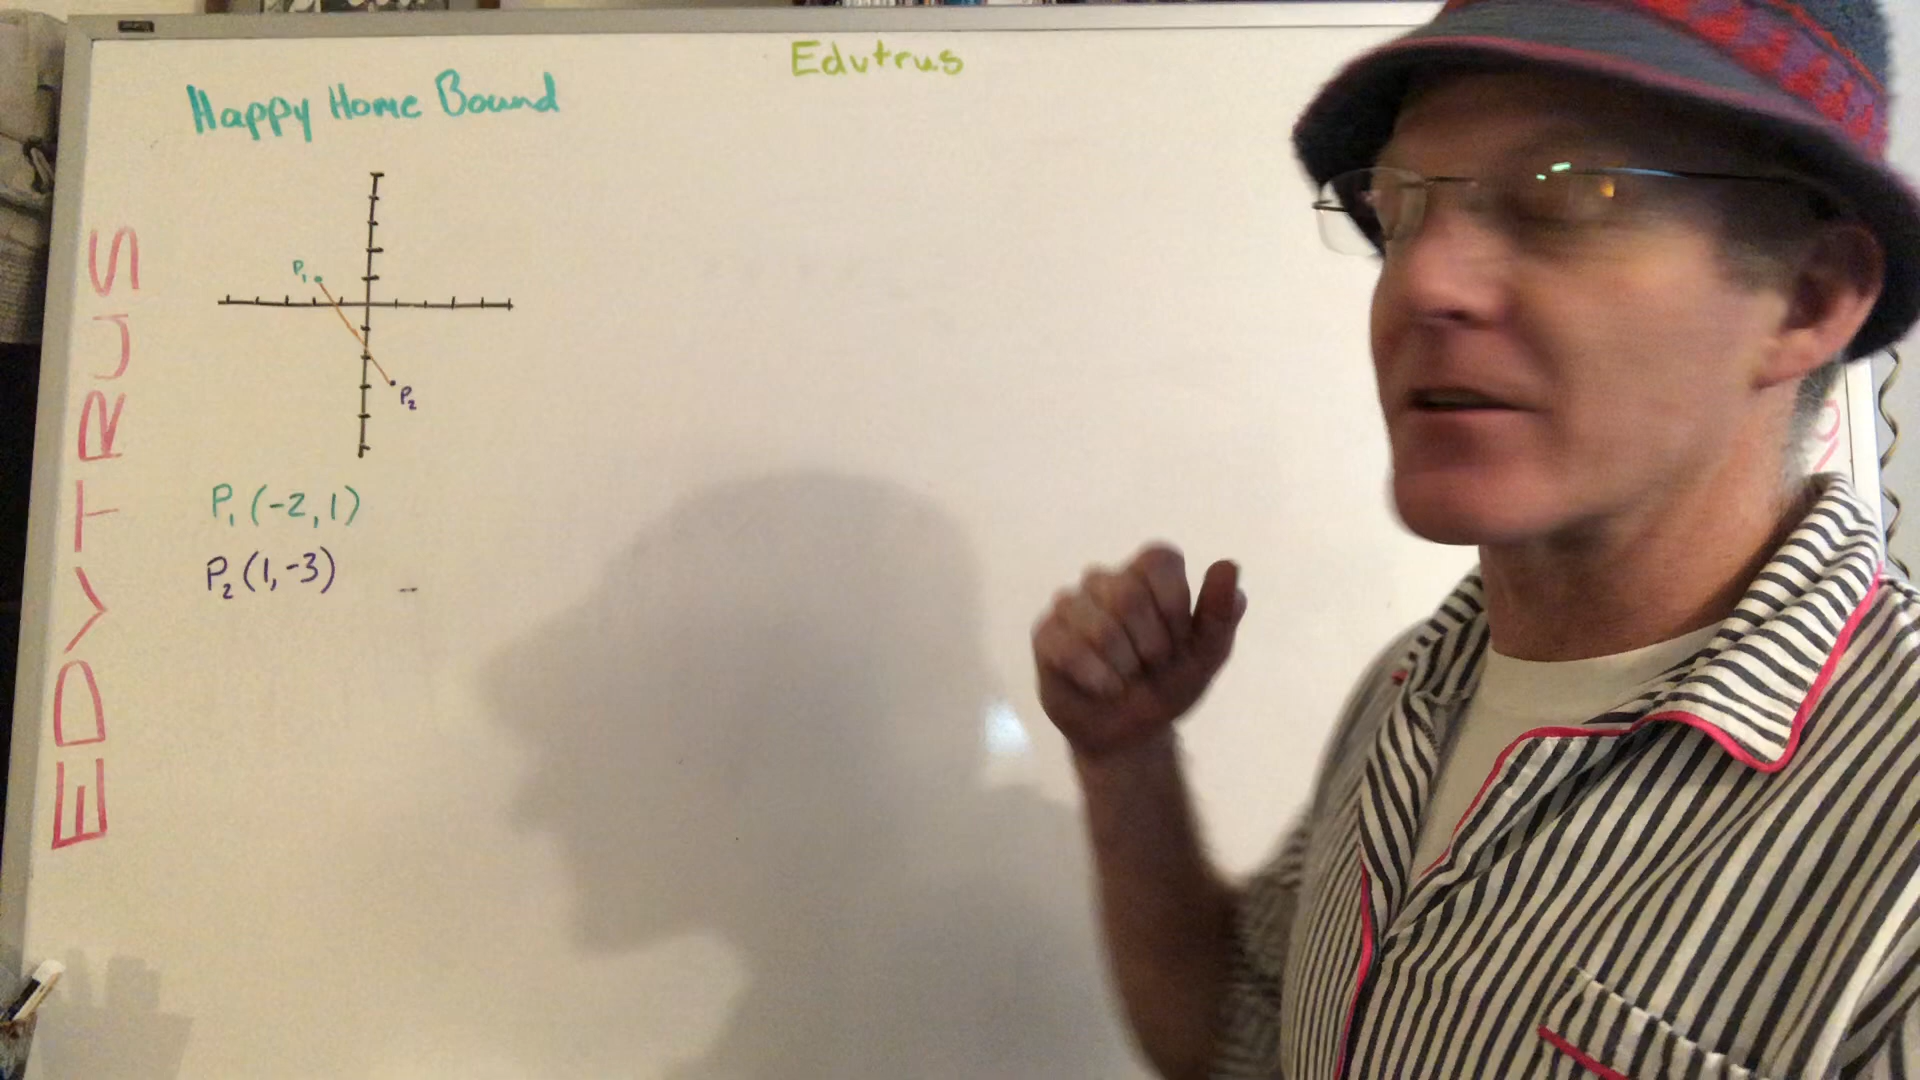 Edutrus
Happy Home Bound
EDUTRUS
P₁
P₂
P₁ (-2, 1)
P₂ (1, -3)